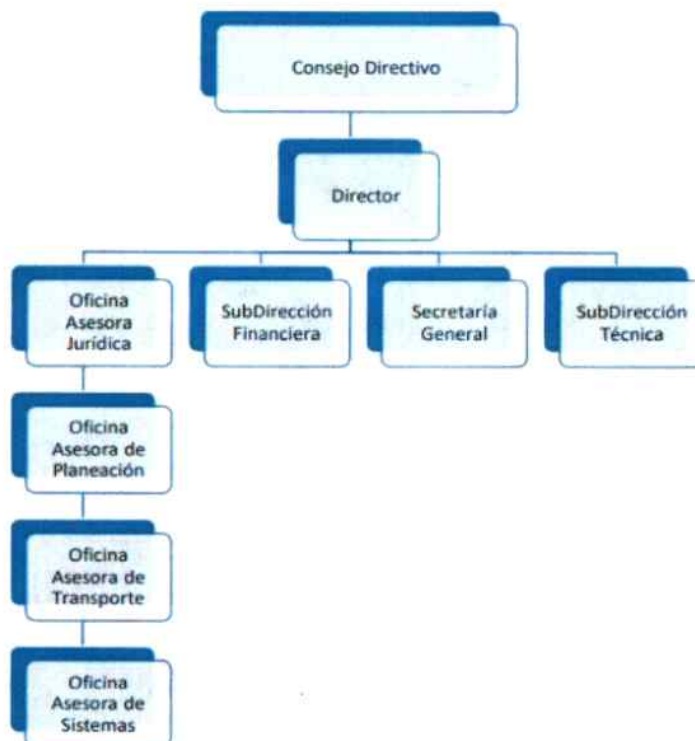 Consejo Directivo
Director
Oficina
Asesora
Jurídica
SubDirección
Financiera
Secretaría
General
SubDirección
Técnica
Oficina
Asesora de
Planeación
Oficina
Asesora de
Transporte
Oficina
Asesora de
Sistemas